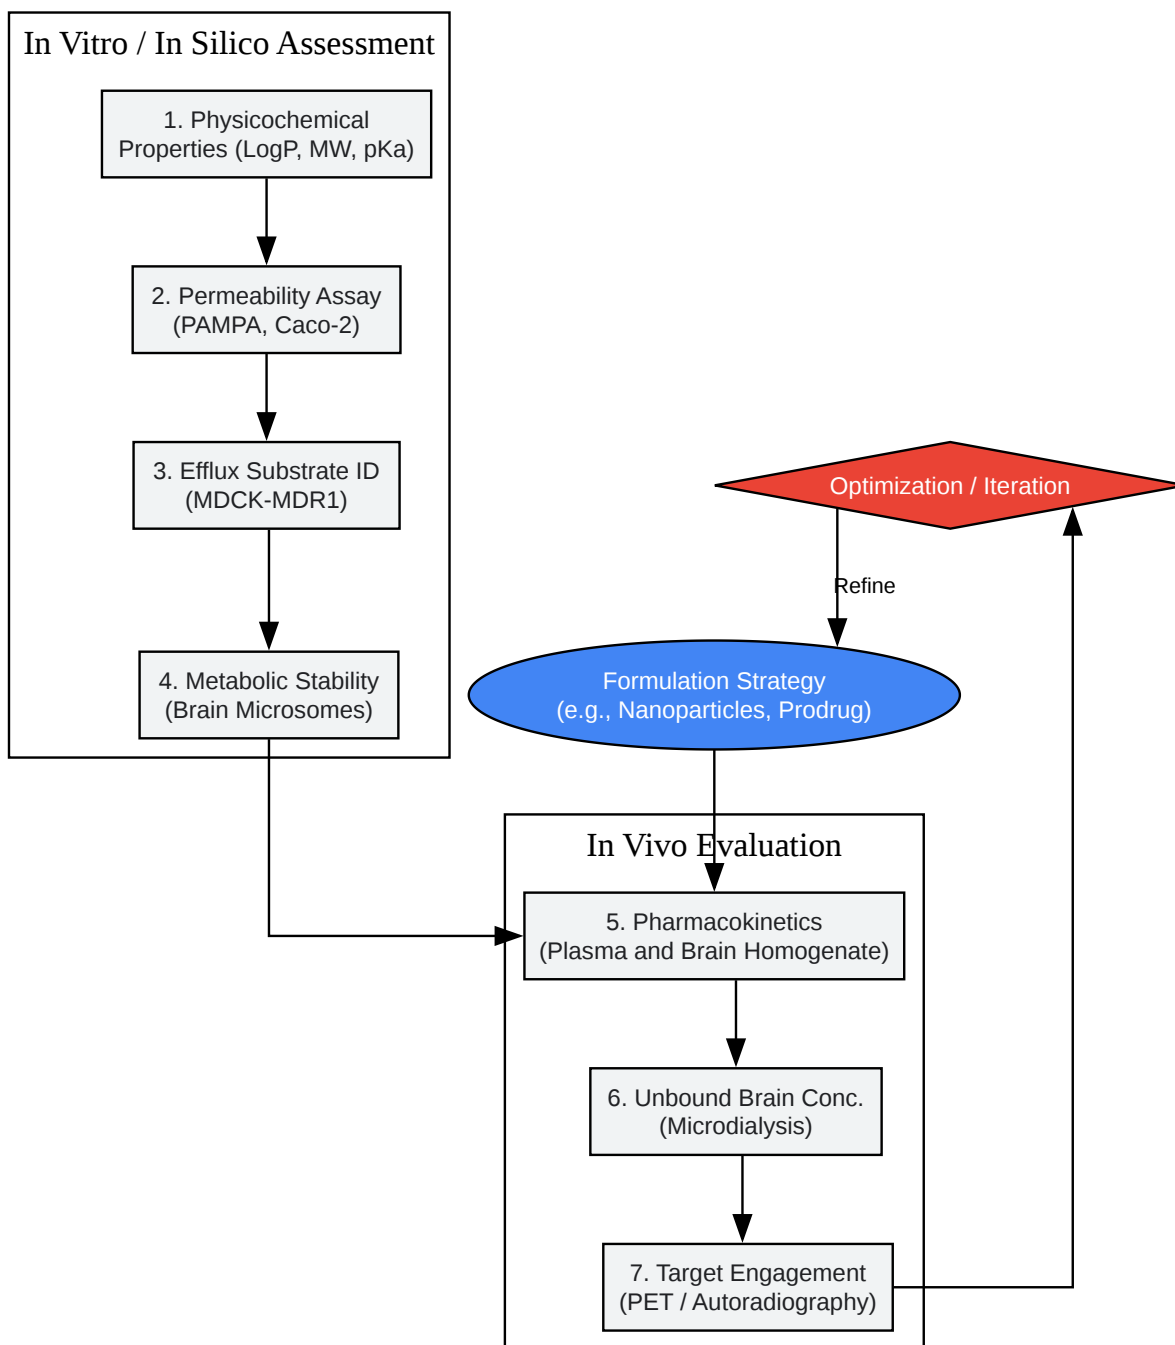 In Vitro / In Silico Assessment
1. Physicochemical
Properties (LogP, MW, pKa)
2. Permeability Assay
(PAMPA, Caco-2)
3. Efflux Substrate ID
(MDCK-MDR1)
4. Metabolic Stability
(Brain Microsomes)
Optimization / Iteration
Refine
Formulation Strategy
(e.g., Nanoparticles, Prodrug)
In Vivo Evaluation
5. Pharmacokinetics
(Plasma and Brain Homogenate)
6. Unbound Brain Conc.
(Microdialysis)
7. Target Engagement
(PET / Autoradiography)